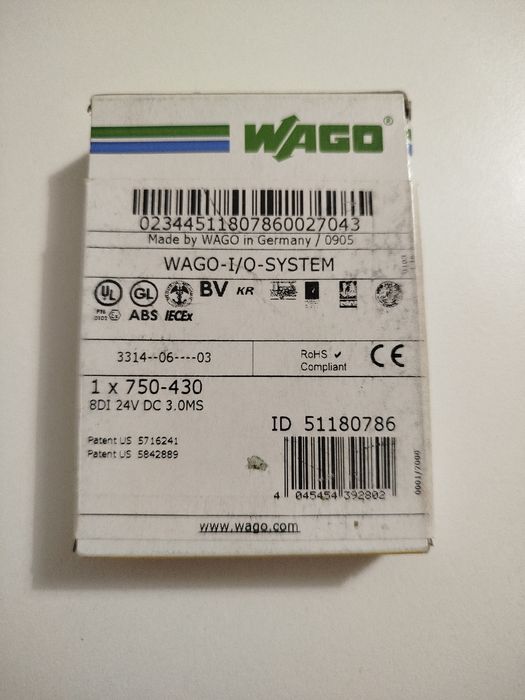 WAGO®
02344511807860027043
Made by WAGO in Germany / 0905
WAGO-I/O-SYSTEM
UL GL BV KR
ABS IECEx
3314--06----03
RoHS ✔
Compliant
CE
1 x 750-430
8DI 24V DC 3.0MS
ID 51180786
Patent US 5716241
Patent US 5842889
4 045454 392802
www.wago.com